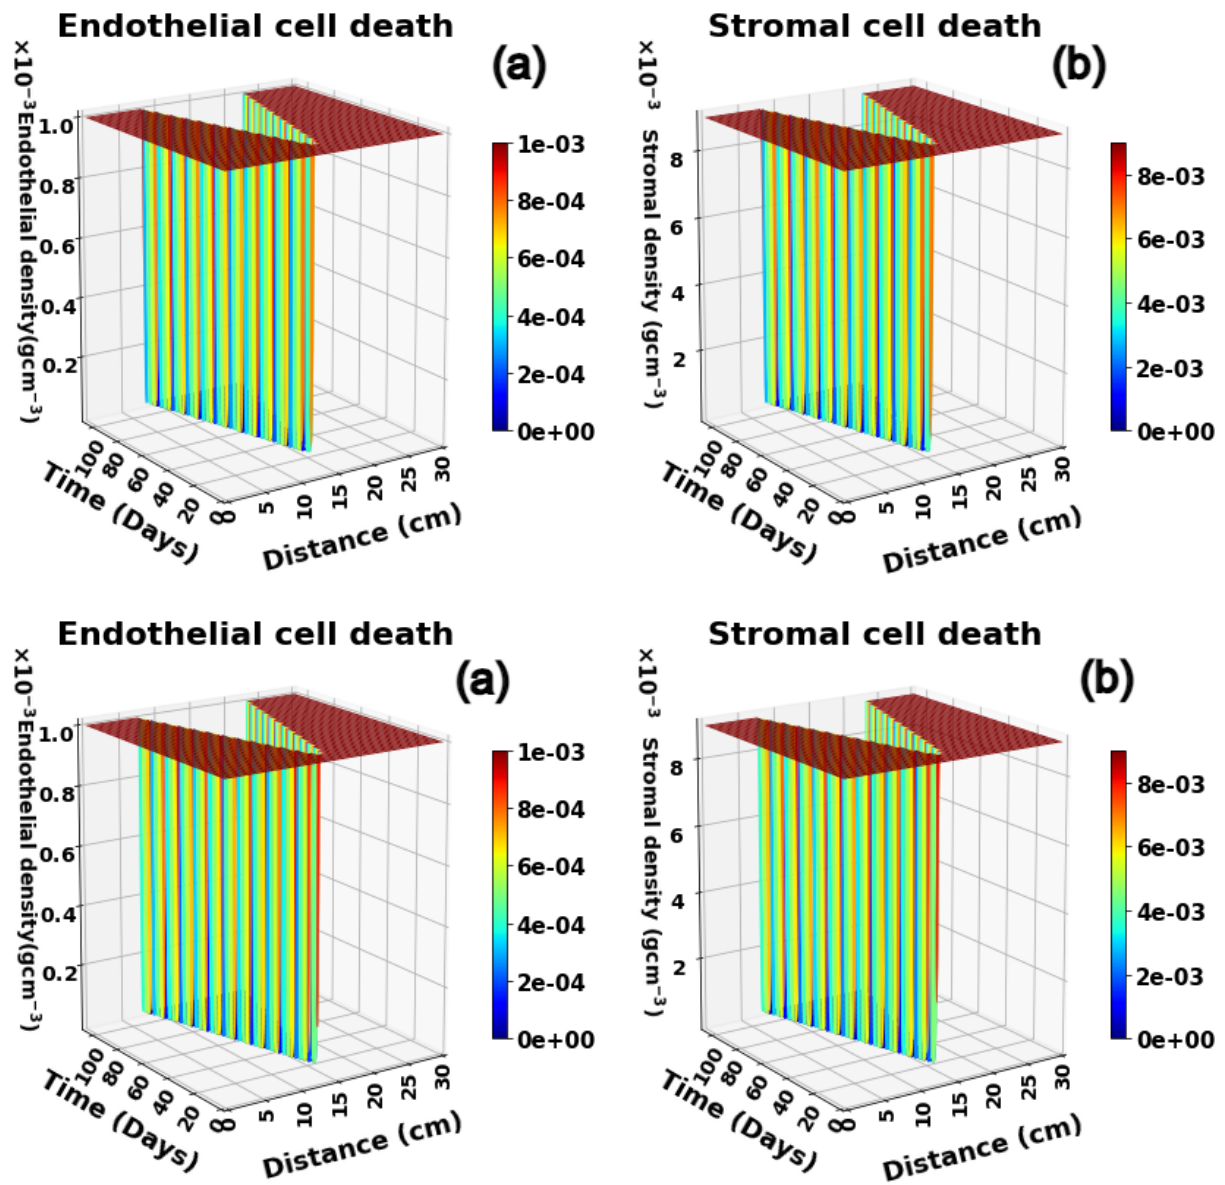 Endothelial cell death
(a)
×10⁻³Endothelial density(gcm⁻³)
1.0
0.8
0.6
0.4
0.2
100
80
60
40
20
0
Time (Days)
0
5
10
15
20
25
30
Distance (cm)
1e-03
8e-04
6e-04
4e-04
2e-04
0e+00
Stromal cell death
(b)
×10⁻³ Stromal density (gcm⁻³)
8
6
4
2
100
80
60
40
20
0
Time (Days)
0
5
10
15
20
25
30
Distance (cm)
8e-03
6e-03
4e-03
2e-03
0e+00
Endothelial cell death
(a)
×10⁻³Endothelial density(gcm⁻³)
1.0
0.8
0.6
0.4
0.2
100
80
60
40
20
0
Time (Days)
0
5
10
15
20
25
30
Distance (cm)
1e-03
8e-04
6e-04
4e-04
2e-04
0e+00
Stromal cell death
(b)
×10⁻³ Stromal density (gcm⁻³)
8
6
4
2
100
80
60
40
20
0
Time (Days)
0
5
10
15
20
25
30
Distance (cm)
8e-03
6e-03
4e-03
2e-03
0e+00